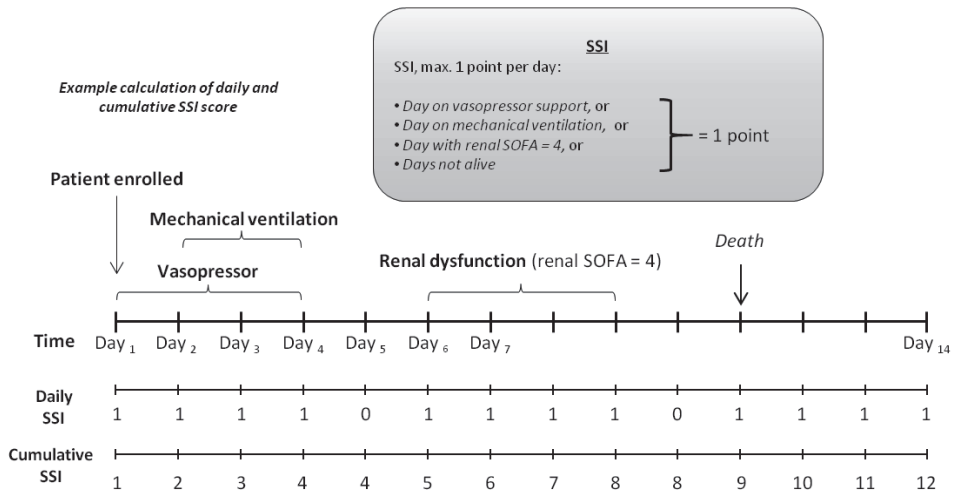 SSI
SSI, max. 1 point per day:
Example calculation of daily and
cumulative SSI score
• Day on vasopressor support, or
• Day on mechanical ventilation, or
• Day with renal SOFA = 4, or
• Days not alive
= 1 point
Patient enrolled
Mechanical ventilation
Vasopressor
Renal dysfunction (renal SOFA = 4)
Death
Time Day 1 Day 2 Day 3 Day 4 Day 5 Day 6 Day 7 Day 14
Daily
SSI
1 1 1 1 0 1 1 1 1 0 1 1 1 1
Cumulative
SSI
1 2 3 4 4 5 6 7 8 8 9 10 11 12